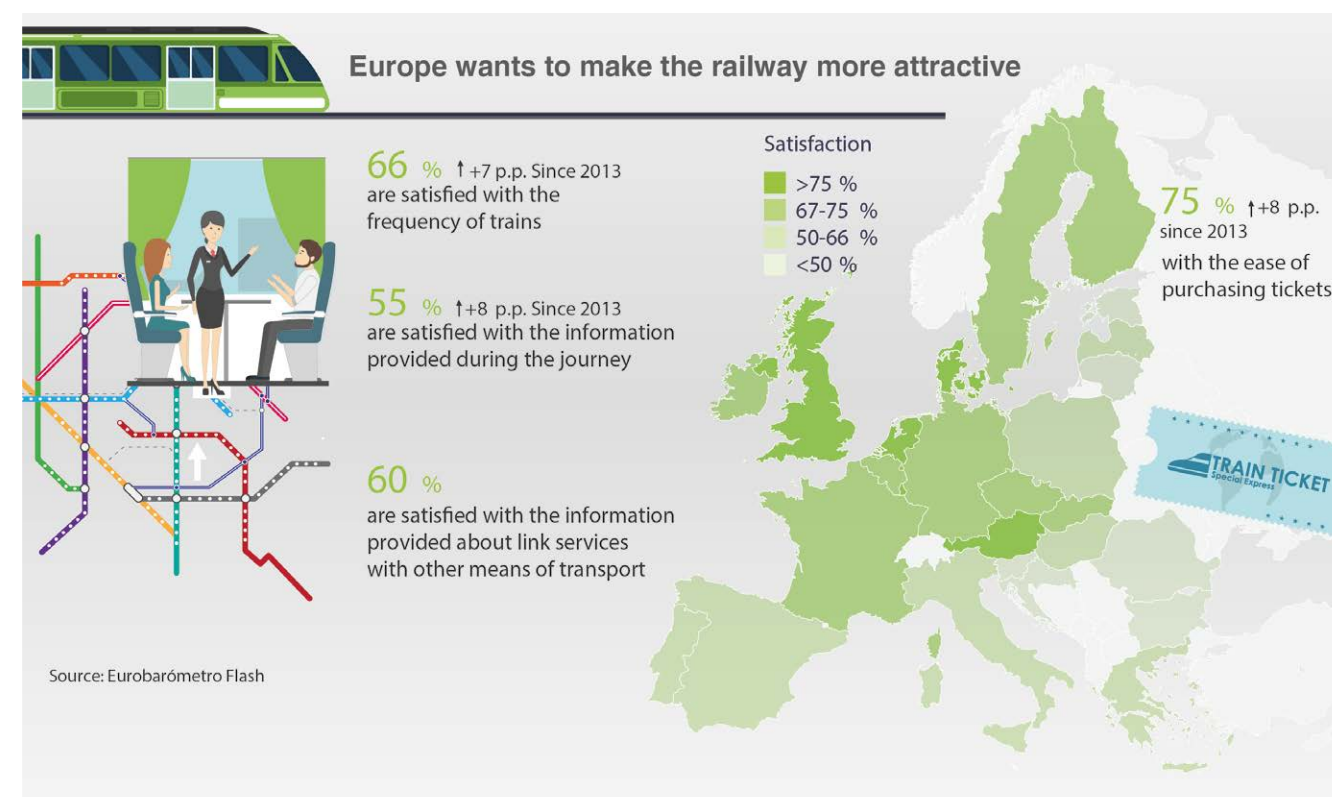 Europe wants to make the railway more attractive
66 % ↑ +7 p.p. Since 2013
are satisfied with the
frequency of trains
55 % ↑+8 p.p. Since 2013
are satisfied with the information
provided during the journey
60 %
are satisfied with the information
provided about link services
with other means of transport
Source: Eurobarómetro Flash
Satisfaction
>75 %
67-75 %
50-66 %
<50 %
75 % ↑+8 p.p.
since 2013
with the ease of
purchasing tickets
TRAIN TICKET
Special Express